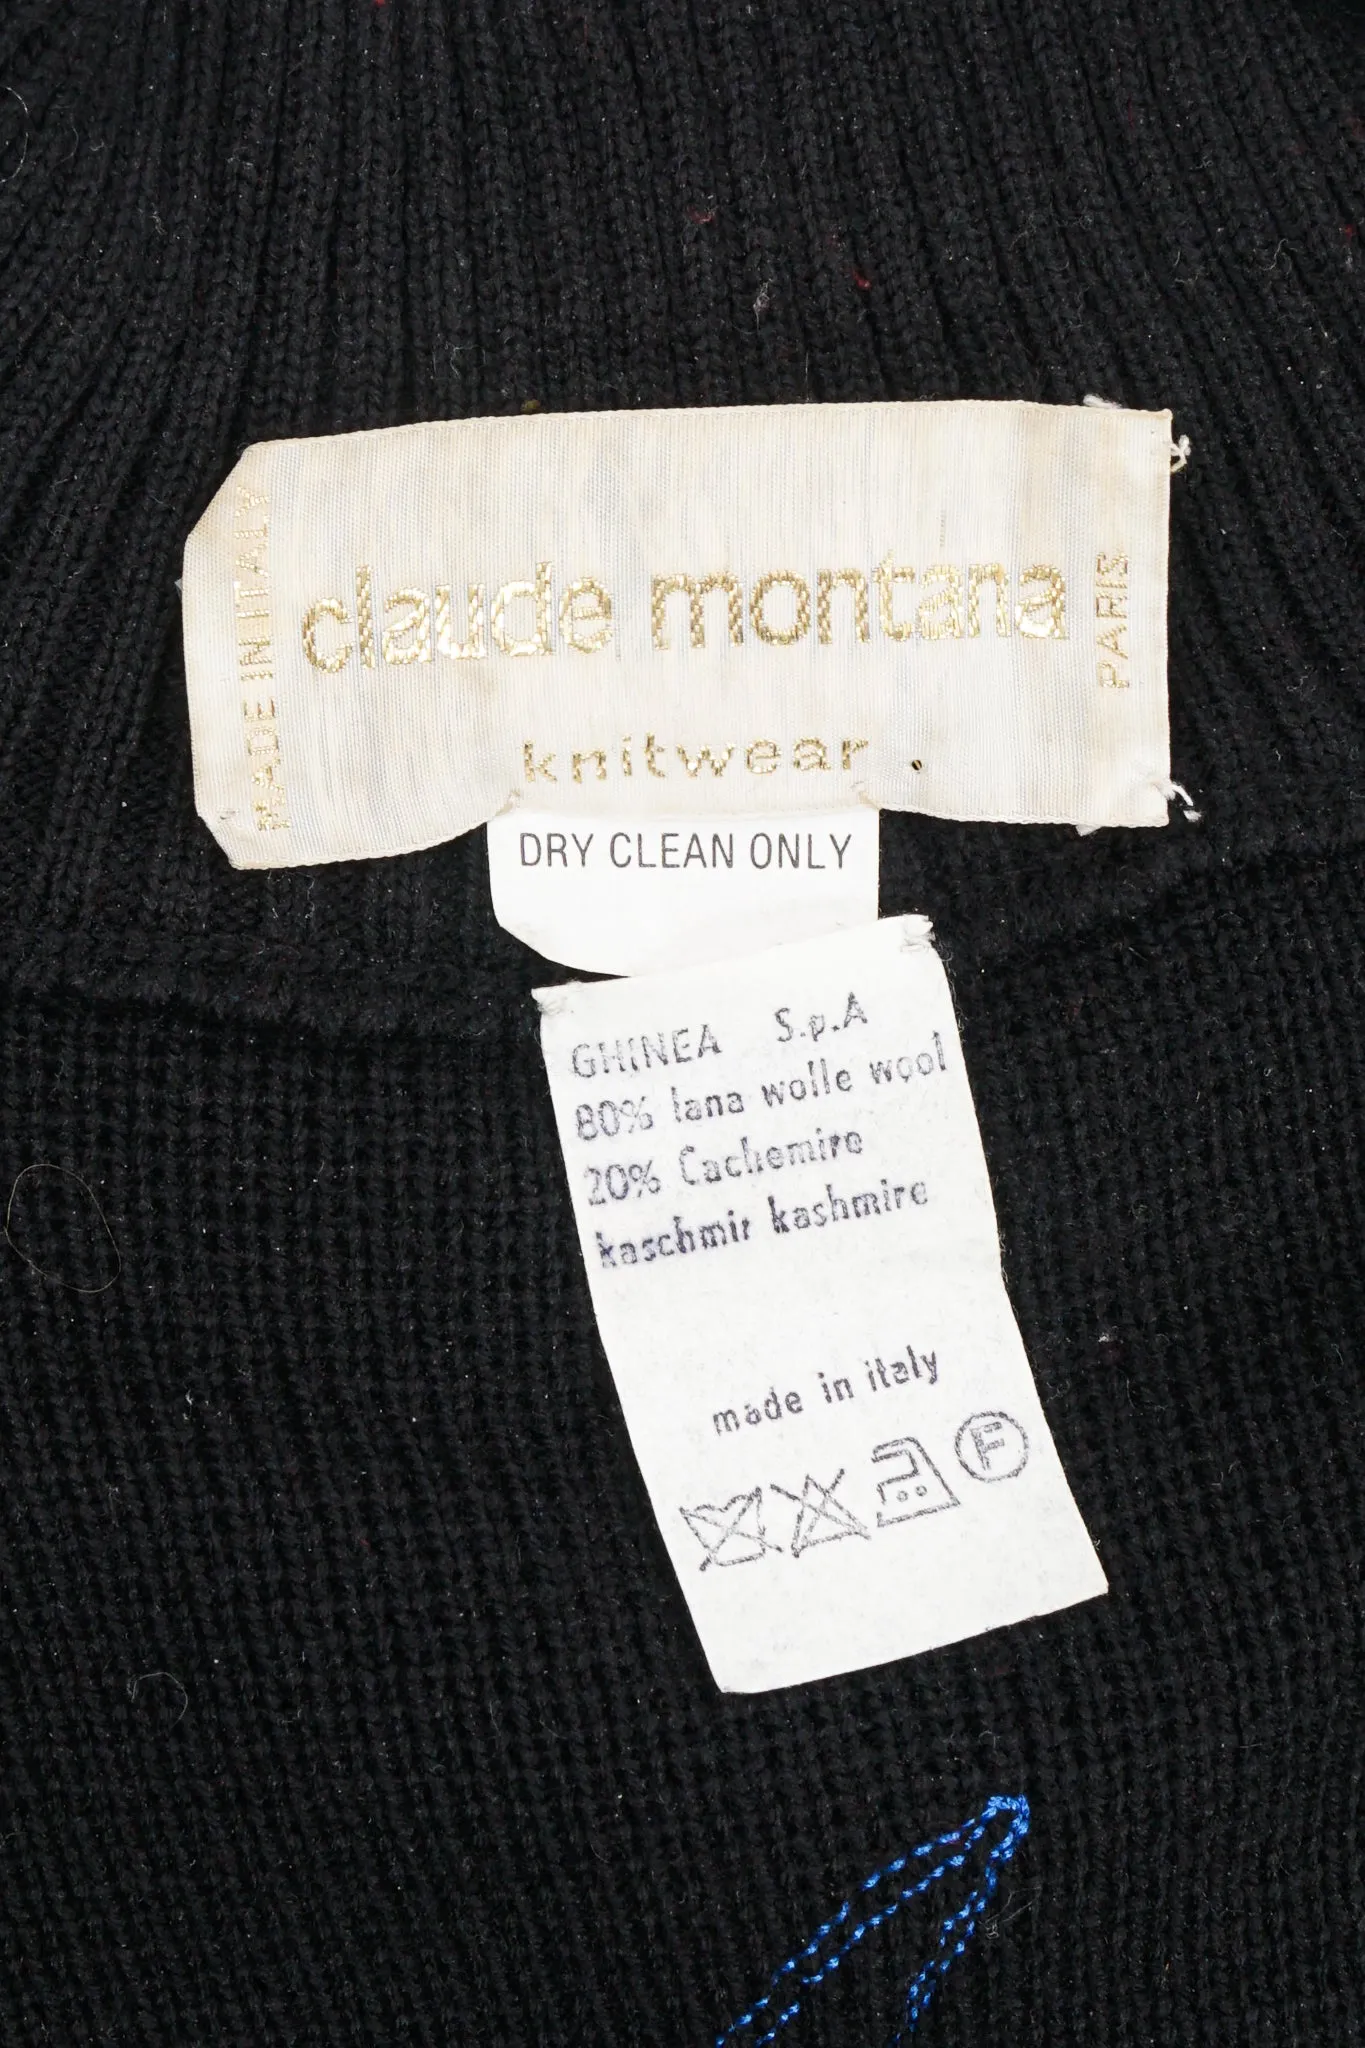 MADE IN ITALY
claude montana
PARIS
knitwear
DRY CLEAN ONLY
GHINEA S.p.A
80% lana wolle wool
20% Cachemire
kaschmir kashmire
made in italy
F